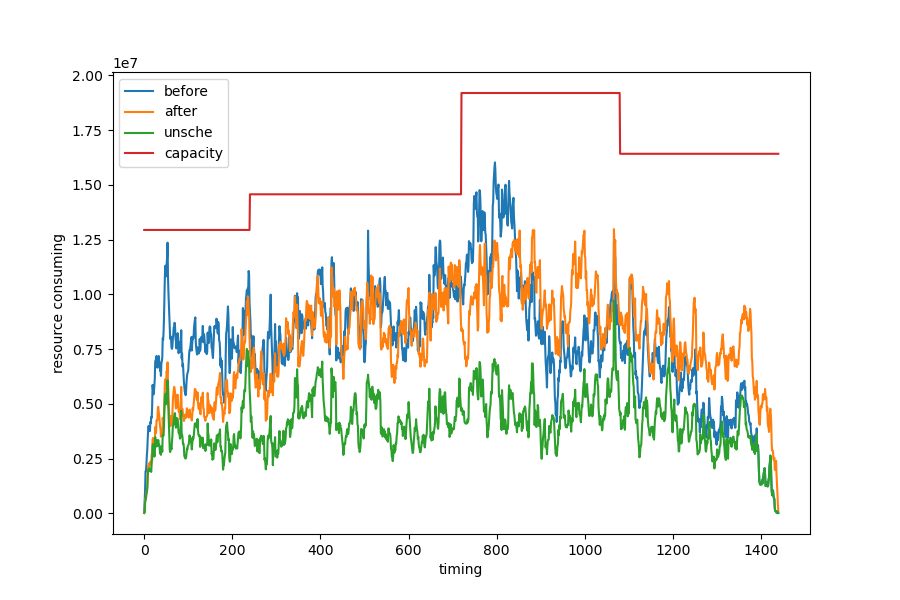 1e7
2.00
1.75
1.50
1.25
1.00
0.75
0.50
0.25
0.00
resource consuming
before
after
unsche
capacity
0 200 400 600 800 1000 1200 1400
timing